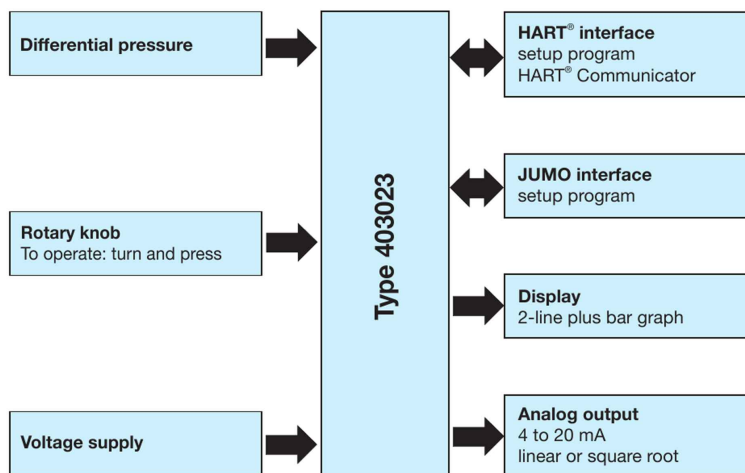 Differential pressure
Rotary knob
To operate: turn and press
Voltage supply
Type 403023
HART® interface
setup program
HART® Communicator
JUMO interface
setup program
Display
2-line plus bar graph
Analog output
4 to 20 mA
linear or square root